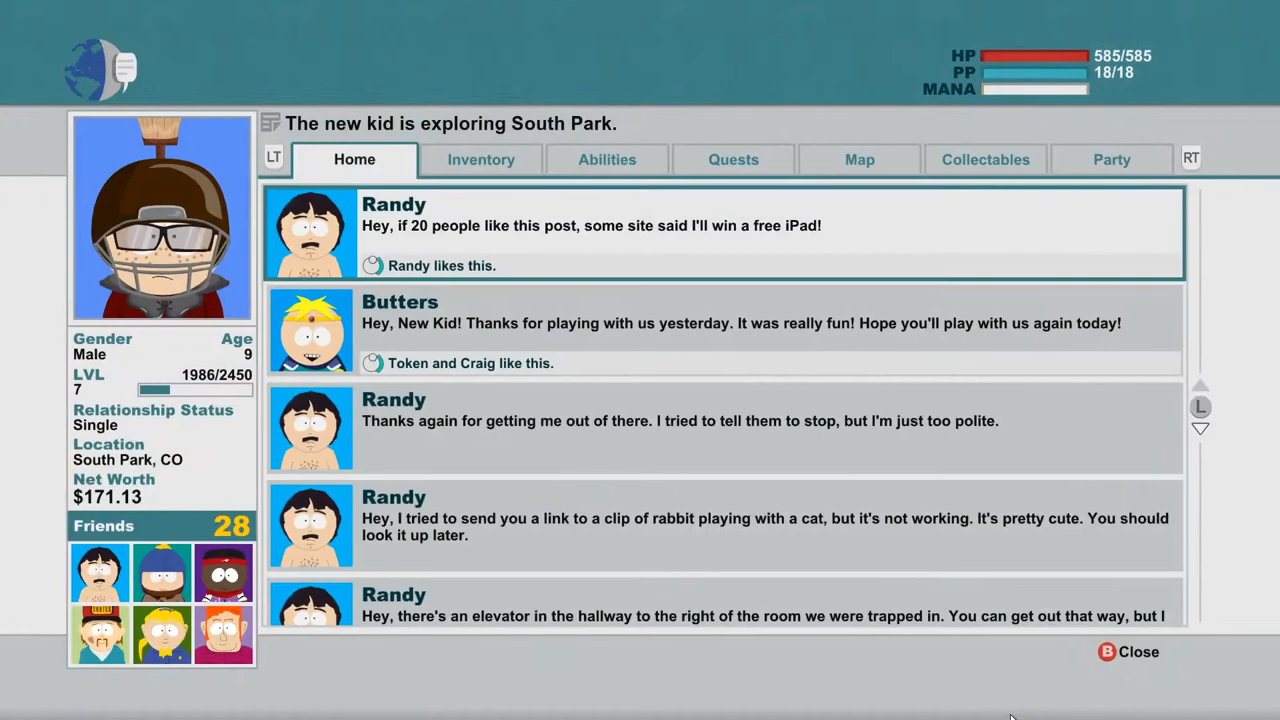 HP 585/585
PP 18/18
MANA
The new kid is exploring South Park.
LT Home Inventory Abilities Quests Map Collectables Party RT
Randy
Hey, if 20 people like this post, some site said I'll win a free iPad!
Randy likes this.
Butters
Hey, New Kid! Thanks for playing with us yesterday. It was really fun! Hope you'll play with us again today!
Token and Craig like this.
Randy
Thanks again for getting me out of there. I tried to tell them to stop, but I'm just too polite.
Randy
Hey, I tried to send you a link to a clip of rabbit playing with a cat, but it's not working. It's pretty cute. You should
look it up later.
Randy
Hey, there's an elevator in the hallway to the right of the room we were trapped in. You can get out that way, but I
Gender Age
Male 9
LVL 1986/2450
7
Relationship Status
Single
Location
South Park, CO
Net Worth
$171.13
Friends 28
L
B Close